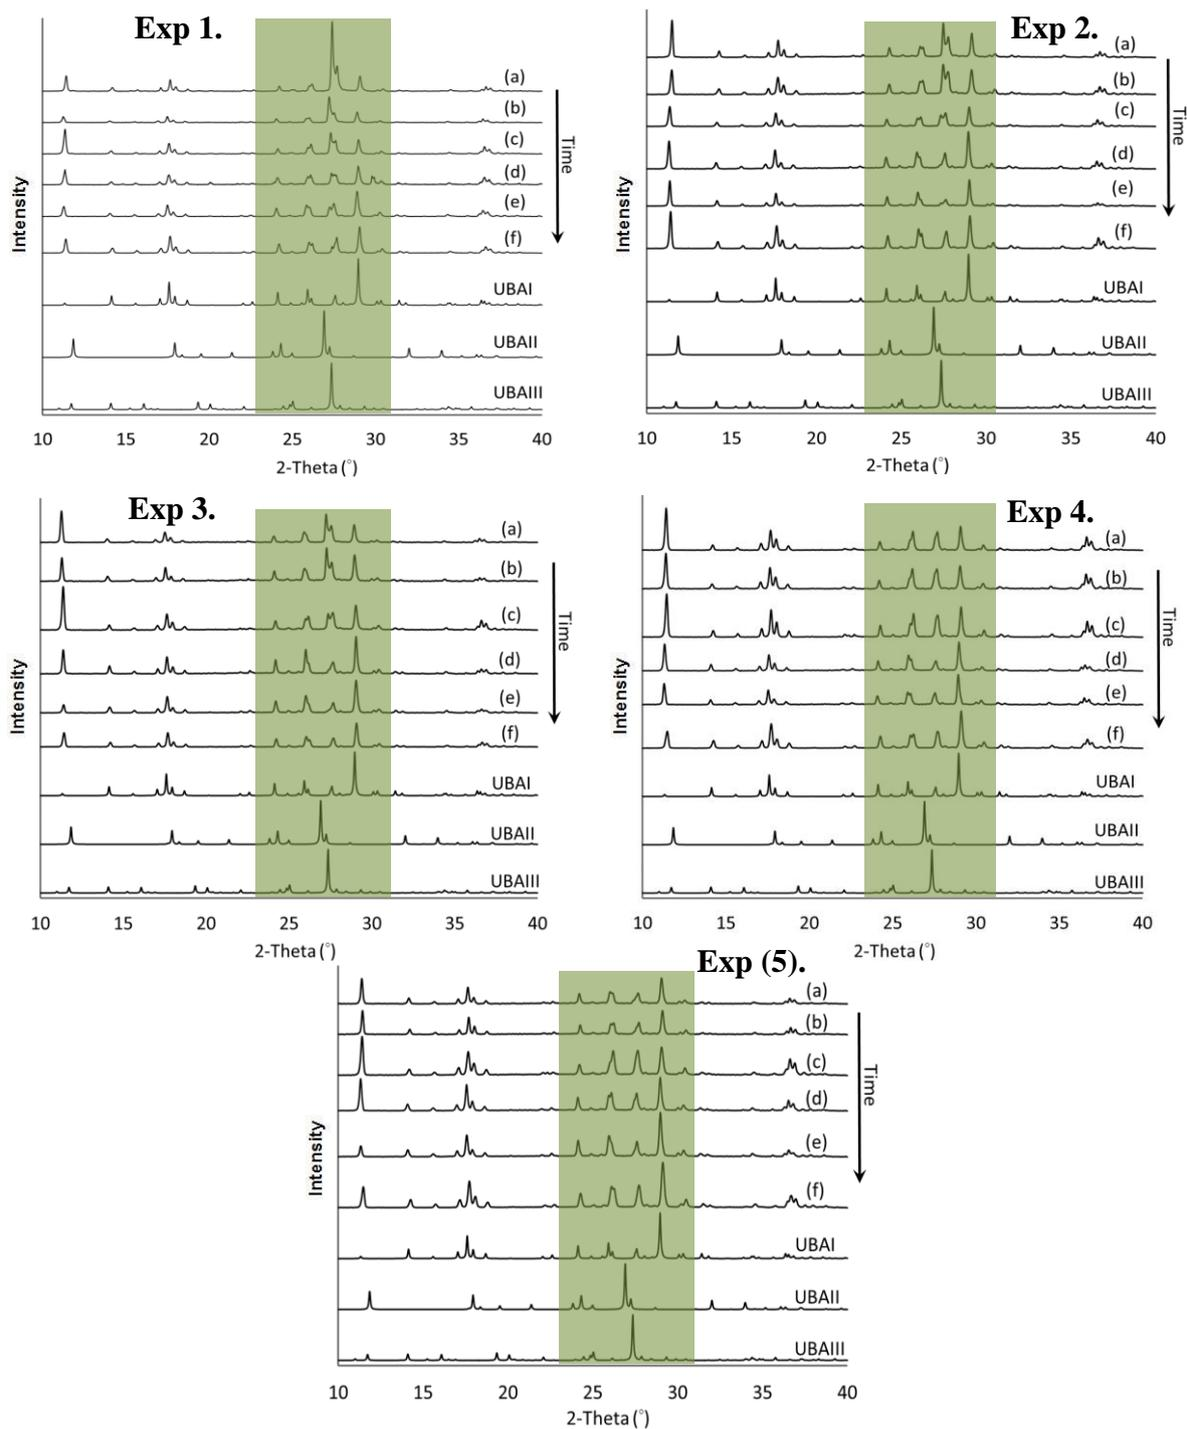 Exp 1.
(a)
(b)
(c)
(d)
(e)
(f)
UBAI
UBAII
UBAIII
Time
Intensity
10 15 20 25 30 35 40
2-Theta (°)
Exp 2.
(a)
(b)
(c)
(d)
(e)
(f)
UBAI
UBAII
UBAIII
Time
Intensity
10 15 20 25 30 35 40
2-Theta (°)
Exp 3.
(a)
(b)
(c)
(d)
(e)
(f)
UBAI
UBAII
UBAIII
Time
Intensity
10 15 20 25 30 35 40
2-Theta (°)
Exp 4.
(a)
(b)
(c)
(d)
(e)
(f)
UBAI
UBAII
UBAIII
Time
Intensity
10 15 20 25 30 35 40
2-Theta (°)
Exp (5).
(a)
(b)
(c)
(d)
(e)
(f)
UBAI
UBAII
UBAIII
Time
Intensity
10 15 20 25 30 35 40
2-Theta (°)